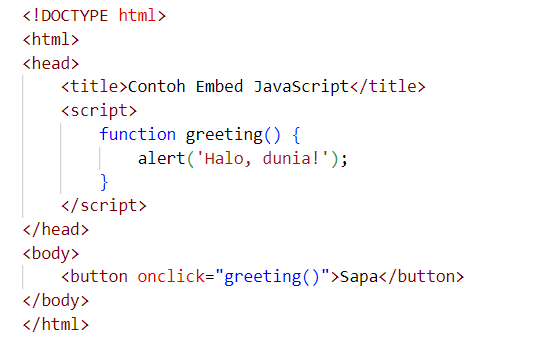 <!DOCTYPE html>
<html>
<head>
    <title>Contoh Embed JavaScript</title>
    <script>
        function greeting() {
            alert('Halo, dunia!');
        }
    </script>
</head>
<body>
    <button onclick="greeting()">Sapa</button>
</body>
</html>